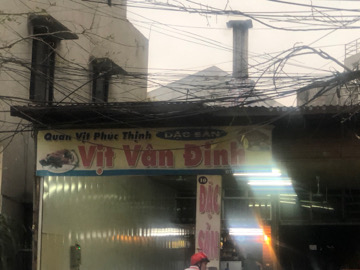 Quán Vịt Phúc Thịnh ĐẶC SẢN
Vịt Vân Đình
ĐẶC
SẢN